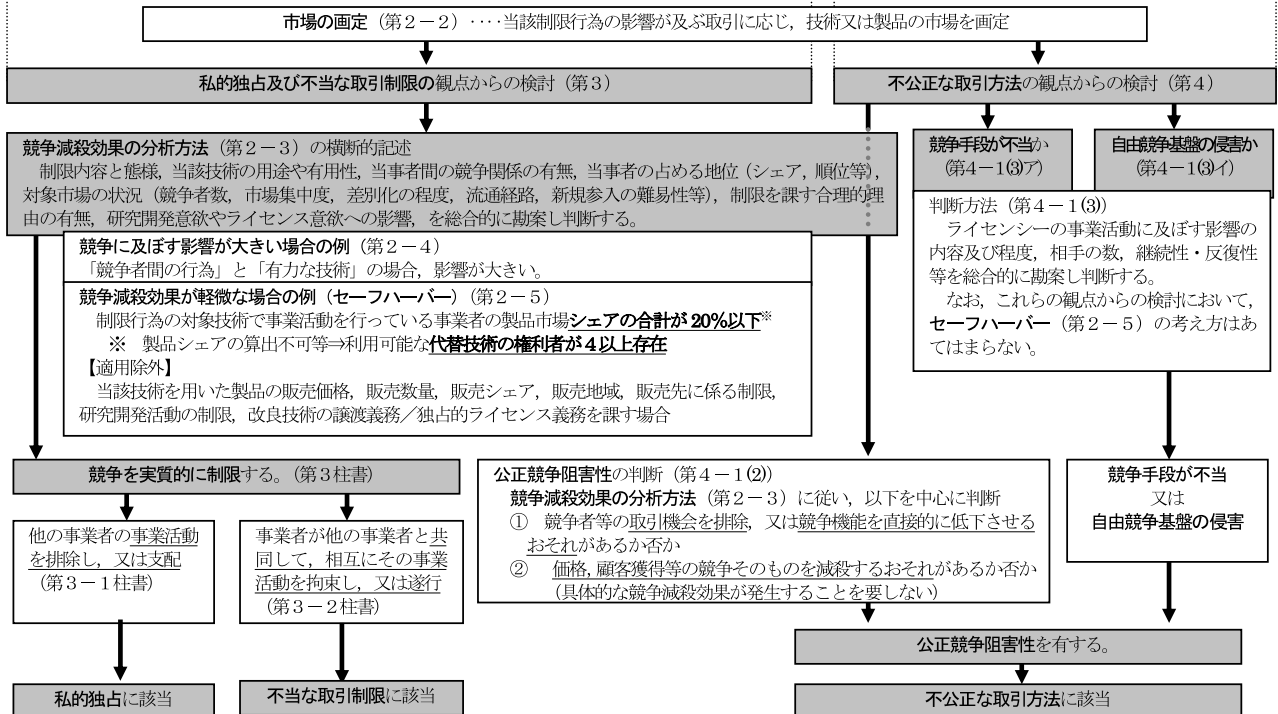 市場の画定（第２－２）‥‥当該制限行為の影響が及ぶ取引に応じ，技術又は製品の市場を画定
私的独占及び不当な取引制限の観点からの検討（第３）
不公正な取引方法の観点からの検討（第４）
競争減殺効果の分析方法（第２－３）の横断的記述
制限内容と態様，当該技術の用途や有用性，当事者間の競争関係の有無，当事者の占める地位（シェア，順位等），
対象市場の状況（競争者数，市場集中度，差別化の程度，流通経路，新規参入の難易性等），制限を課す合理的理
由の有無，研究開発意欲やライセンス意欲への影響，を総合的に勘案し判断する。
競争手段が不当か
（第４－１(3)ア）
自由競争基盤の侵害か
（第４－１(3)イ）
判断方法（第４－１(3)）
ライセンシーの事業活動に及ぼす影響の
内容及び程度，相手の数，継続性・反復性
等を総合的に勘案し判断する。
なお，これらの観点からの検討において，
セーフハーバー（第２－５）の考え方はあ
てはまらない。
競争に及ぼす影響が大きい場合の例（第２－４）
「競争者間の行為」と「有力な技術」の場合，影響が大きい。
競争減殺効果が軽微な場合の例（セーフハーバー）（第２－５）
制限行為の対象技術で事業活動を行っている事業者の製品市場シェアの合計が 20%以下※
※　製品シェアの算出不可等⇒利用可能な代替技術の権利者が４以上存在
【適用除外】
当該技術を用いた製品の販売価格，販売数量，販売シェア，販売地域，販売先に係る制限，
研究開発活動の制限，改良技術の譲渡義務／独占的ライセンス義務を課す場合
競争を実質的に制限する。（第３柱書）
他の事業者の事業活動
を排除し，又は支配
（第３－１柱書）
事業者が他の事業者と共
同して，相互にその事業
活動を拘束し，又は遂行
（第３－２柱書）
公正競争阻害性の判断（第４－１(2)）
競争減殺効果の分析方法（第２－３）に従い，以下を中心に判断
①　競争者等の取引機会を排除，又は競争機能を直接的に低下させる
おそれがあるか否か
②　価格，顧客獲得等の競争そのものを減殺するおそれがあるか否か
（具体的な競争減殺効果が発生することを要しない）
競争手段が不当
又は
自由競争基盤の侵害
公正競争阻害性を有する。
私的独占に該当
不当な取引制限に該当
不公正な取引方法に該当